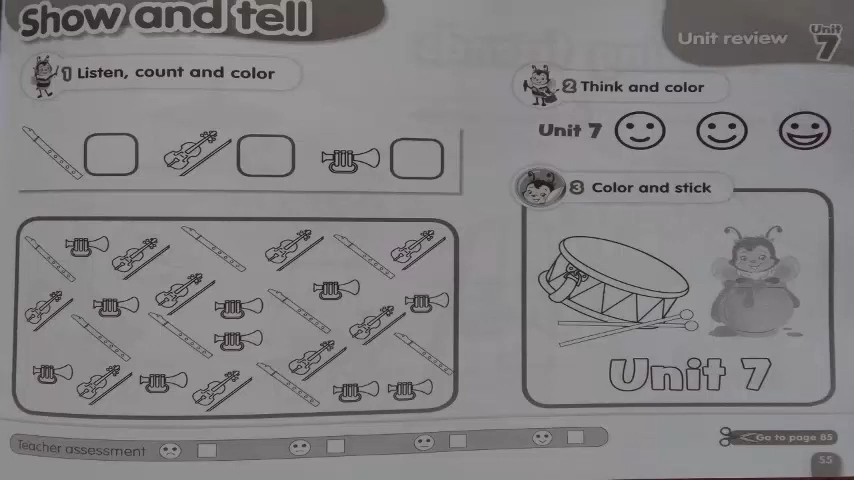 Show and tell
Unit review
Unit 7
1 Listen, count and color
2 Think and color
Unit 7
3 Color and stick
Unit 7
Teacher assessment
Go to page 85
55